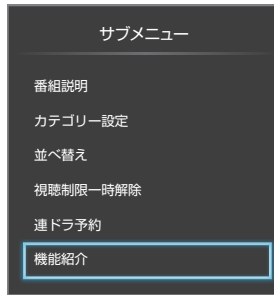 サブメニュー
番組説明
カテゴリー設定
並べ替え
視聴制限一時解除
連ドラ予約
機能紹介